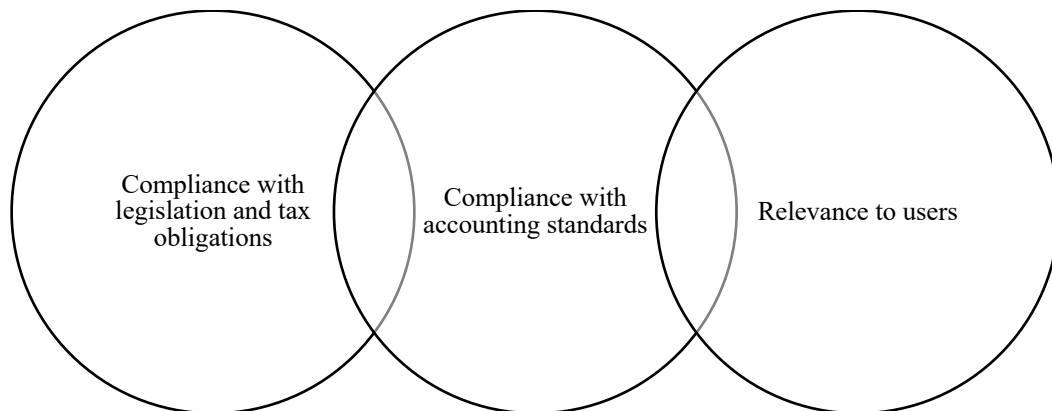 Compliance with
legislation and tax
obligations
Compliance with
accounting standards
Relevance to users